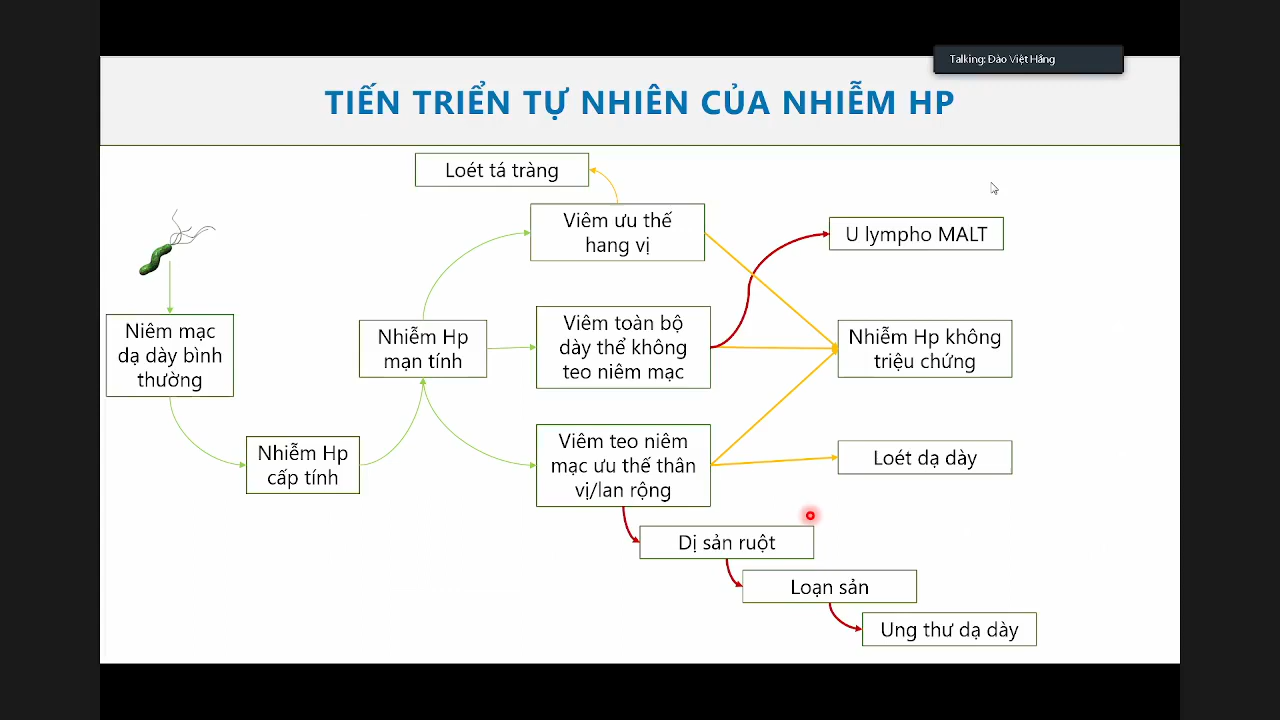 Talking: Đào Việt Hằng
TIẾN TRIỂN TỰ NHIÊN CỦA NHIỄM HP
Loét tá tràng
Viêm ưu thế
hang vị
U lympho MALT
Niêm mạc
dạ dày bình
thường
Nhiễm Hp
mạn tính
Viêm toàn bộ
dày thể không
teo niêm mạc
Nhiễm Hp không
triệu chứng
Nhiễm Hp
cấp tính
Viêm teo niêm
mạc ưu thế thân
vị/lan rộng
Loét dạ dày
Dị sản ruột
Loạn sản
Ung thư dạ dày